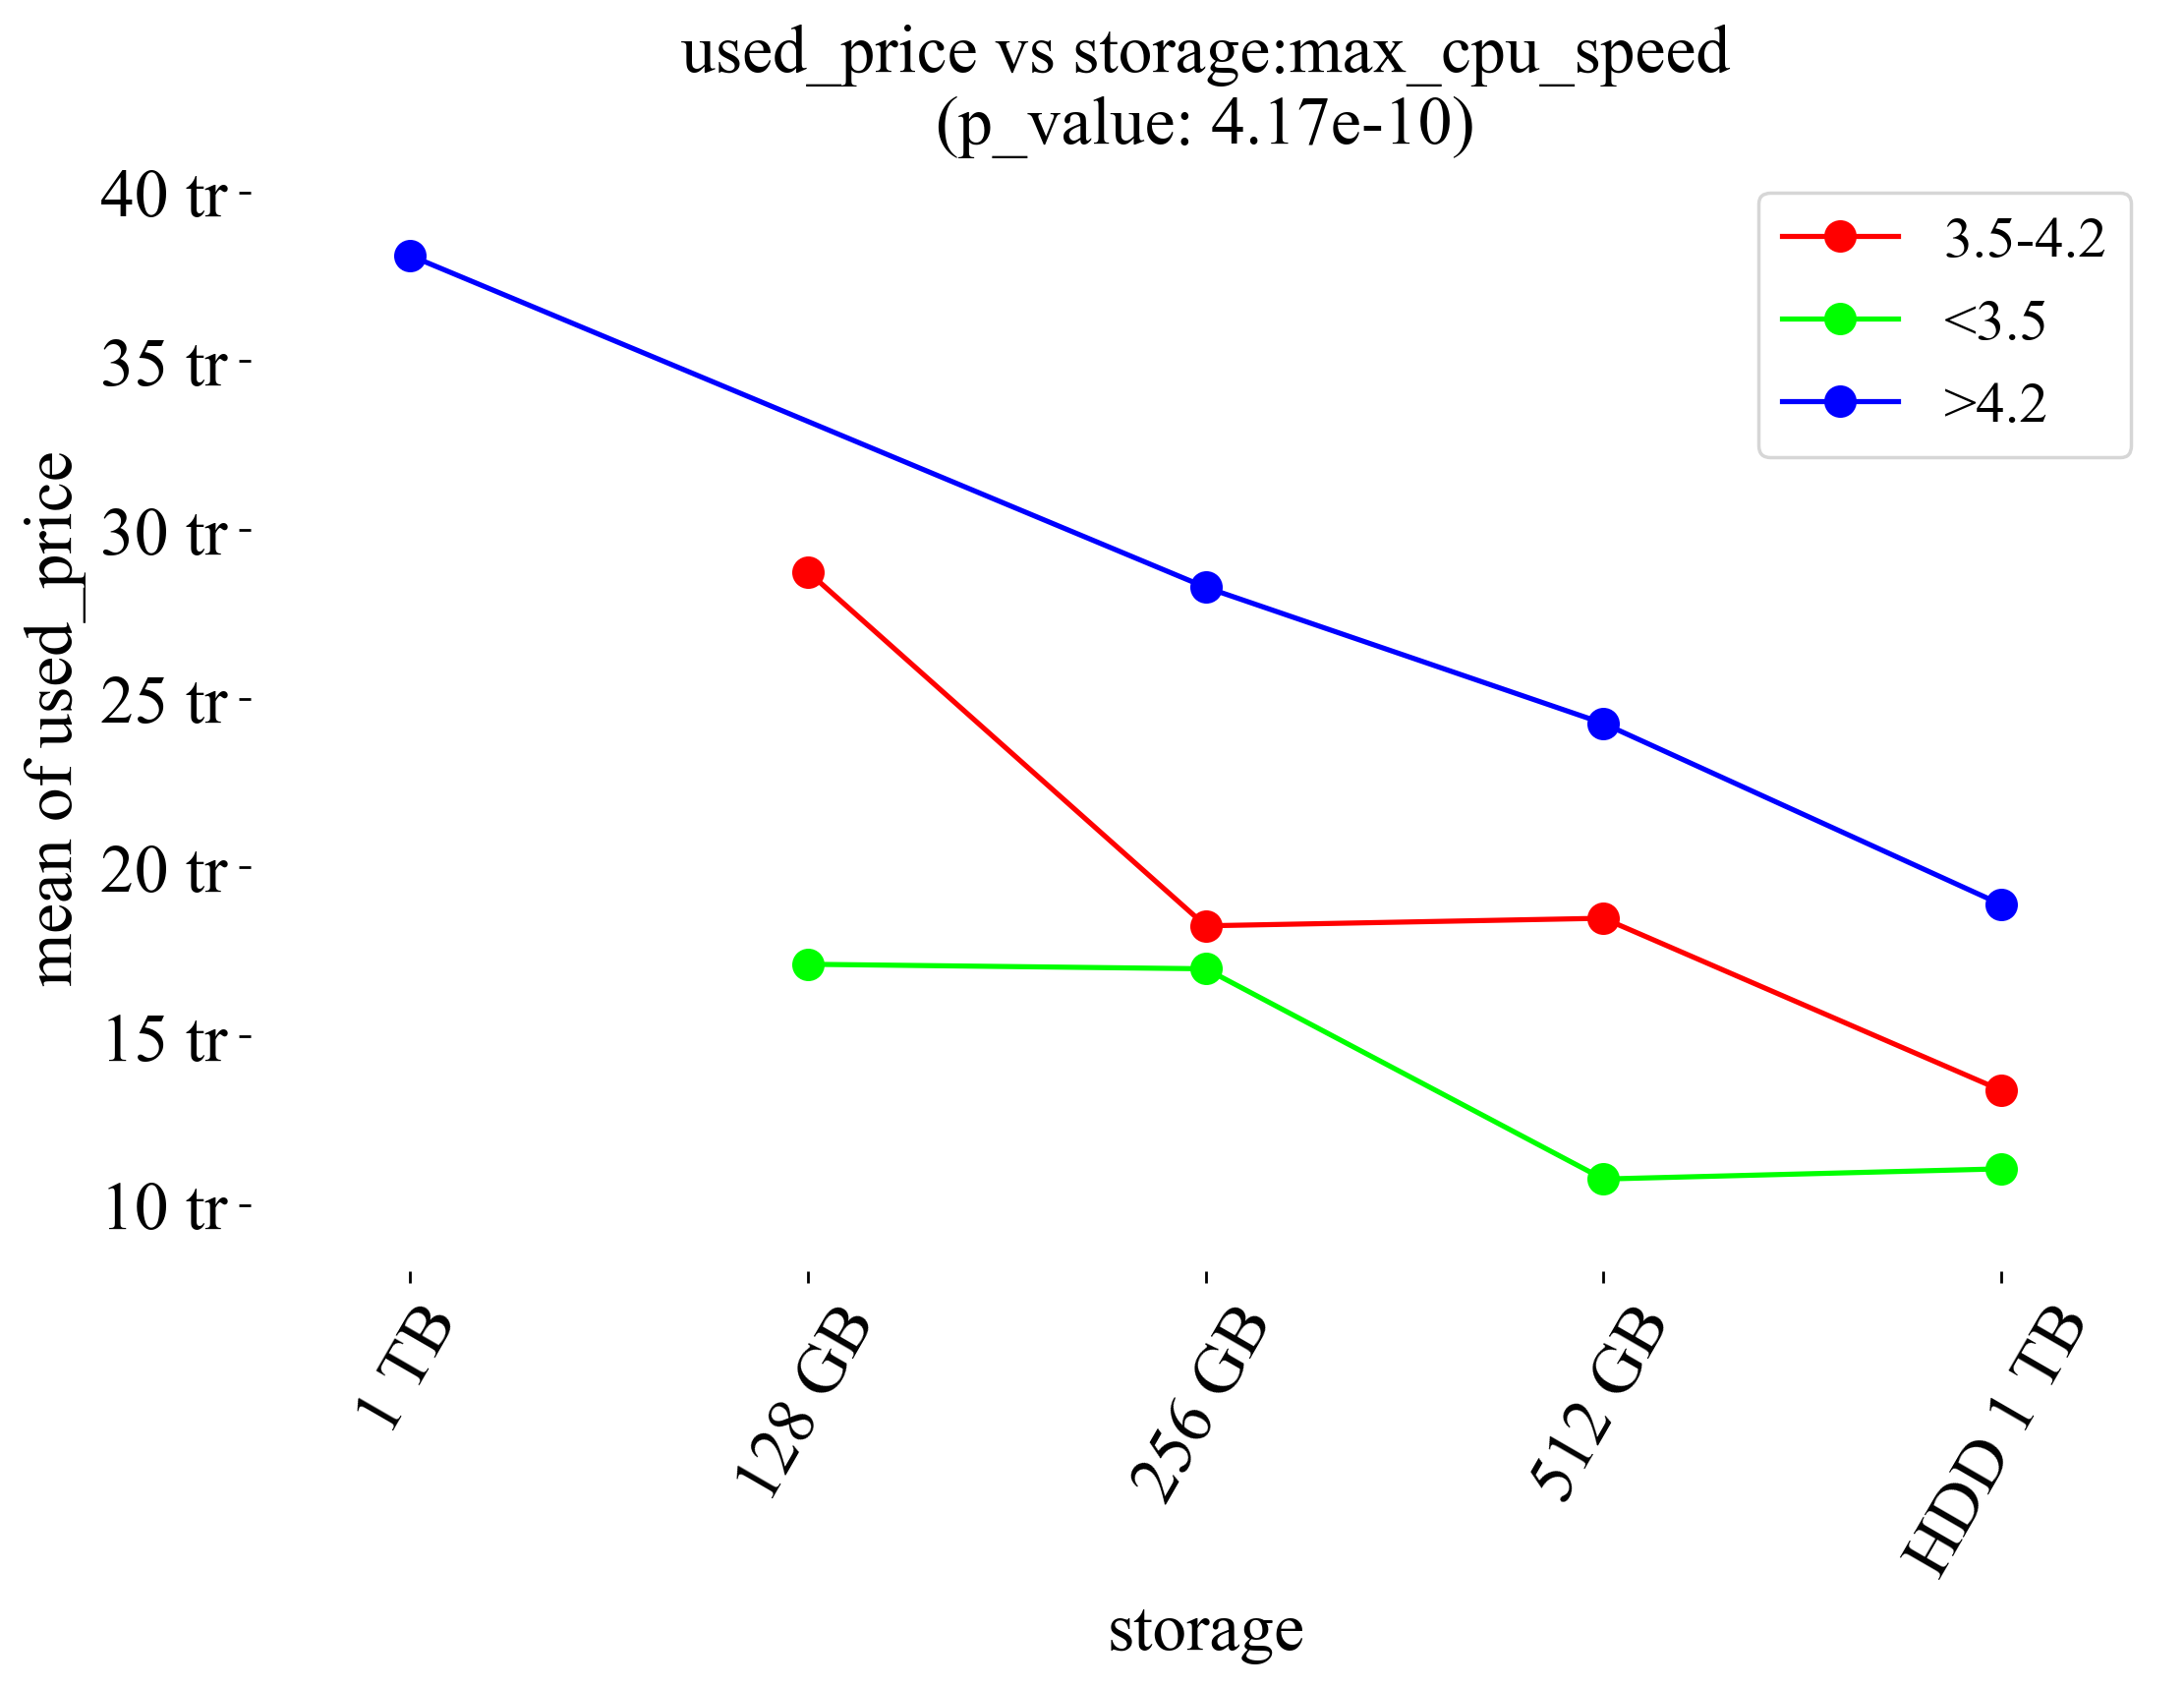 used_price vs storage:max_cpu_speed
(p_value: 4.17e-10)
40 tr
35 tr
30 tr
25 tr
20 tr
15 tr
10 tr
mean of used_price
3.5-4.2
<3.5
>4.2
1 TB
128 GB
256 GB
512 GB
HDD 1 TB
storage